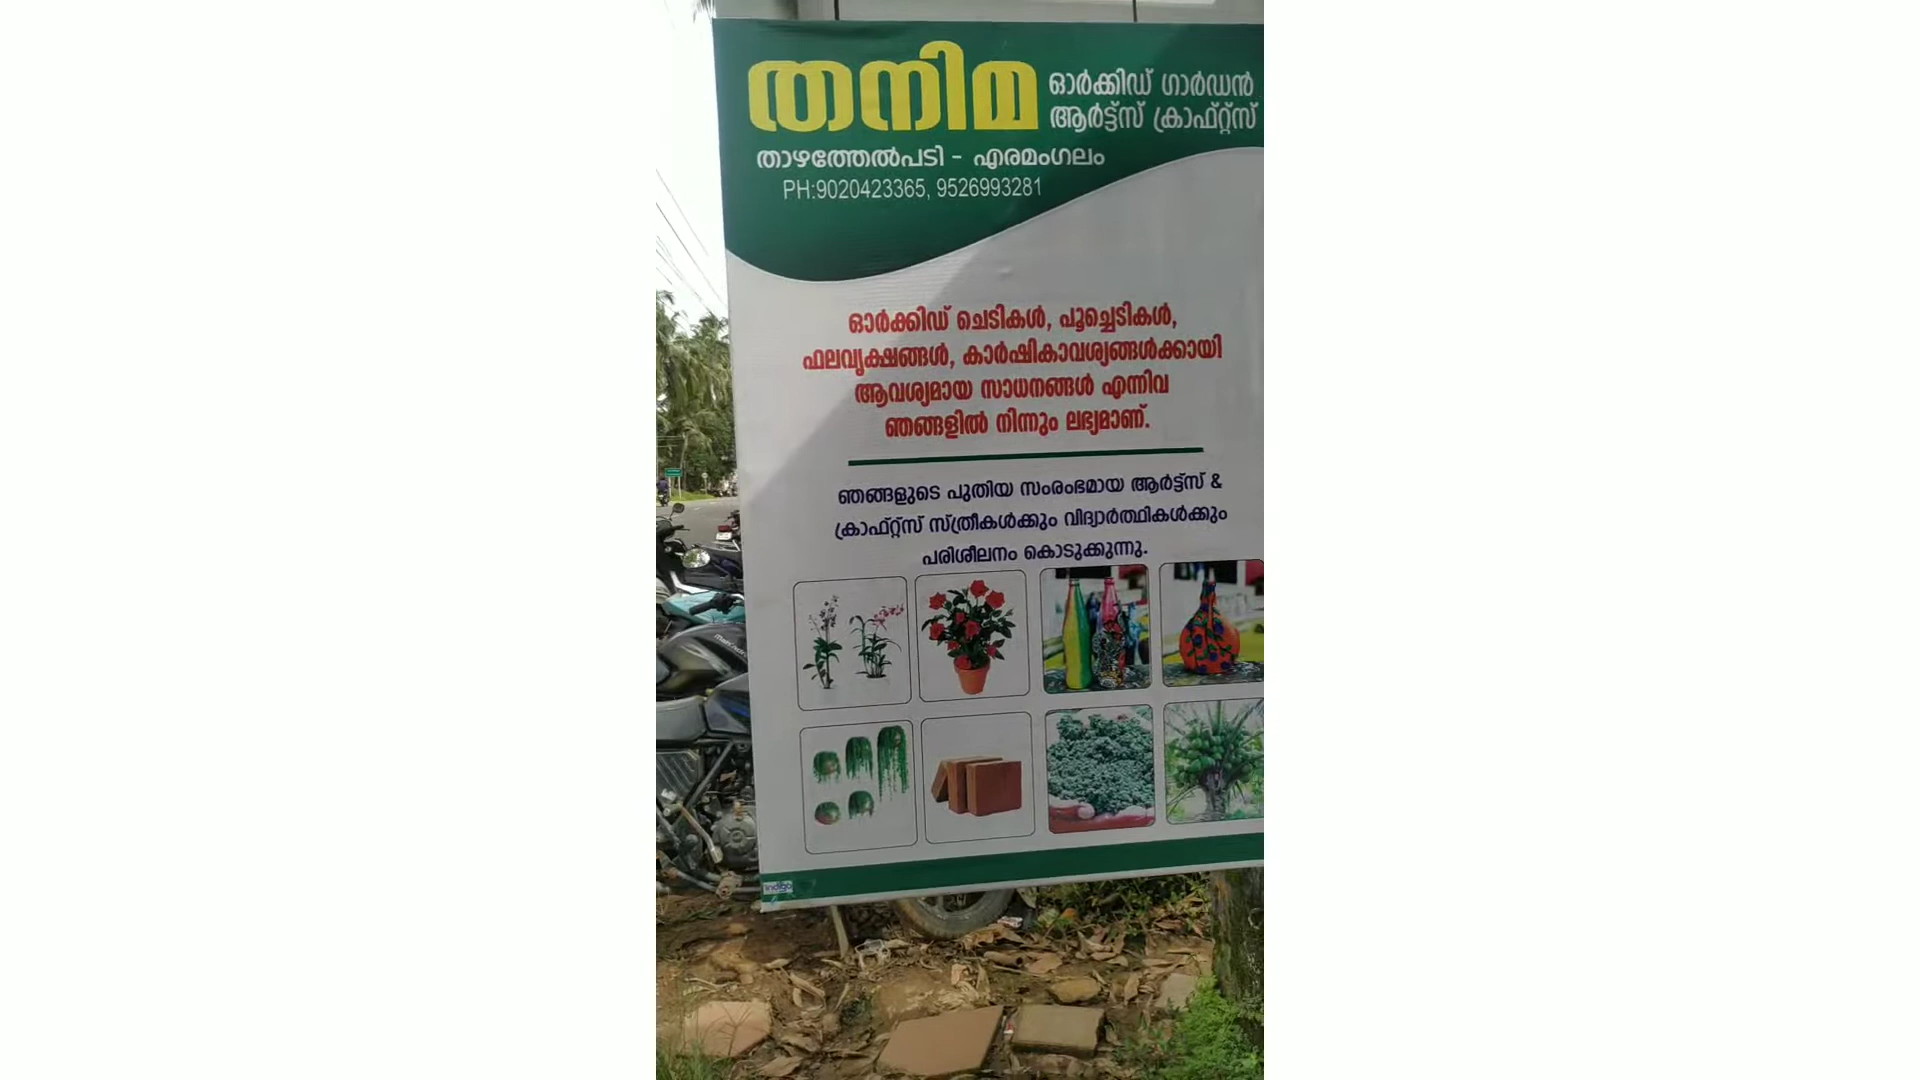 തനിമ
ഓർക്കിഡ് ഗാർഡൻ
ആർട്ട്സ് ക്രാഫ്റ്റ്സ്
താഴത്തേൽപടി - എരമംഗലം
PH:9020423365, 9526993281
ഓർക്കിഡ് ചെടികൾ, പൂച്ചെടികൾ,
ഫലവൃക്ഷങ്ങൾ, കാർഷികാവശ്യങ്ങൾക്കായി
ആവശ്യമായ സാധനങ്ങൾ എന്നിവ
ഞങ്ങളിൽ നിന്നും ലഭ്യമാണ്.
ഞങ്ങളുടെ പുതിയ സംരംഭമായ ആർട്ട്സ് &
ക്രാഫ്റ്റ്സ് സ്ത്രീകൾക്കും വിദ്യാർത്ഥികൾക്കും
പരിശീലനം കൊടുക്കുന്നു.
indigo